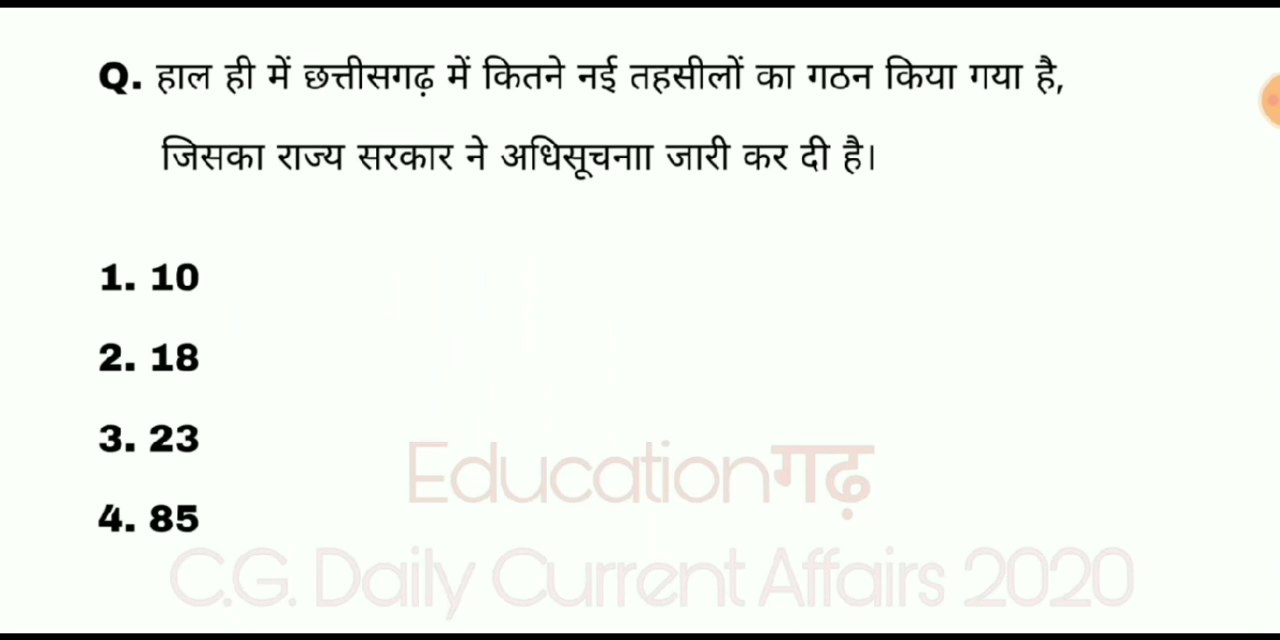 Q. हाल ही में छत्तीसगढ़ में कितने नई तहसीलों का गठन किया गया है,
जिसका राज्य सरकार ने अधिसूचनाा जारी कर दी है।
1. 10
2. 18
3. 23
4. 85
Educationगढ़
C.G. Daily Current Affairs 2020